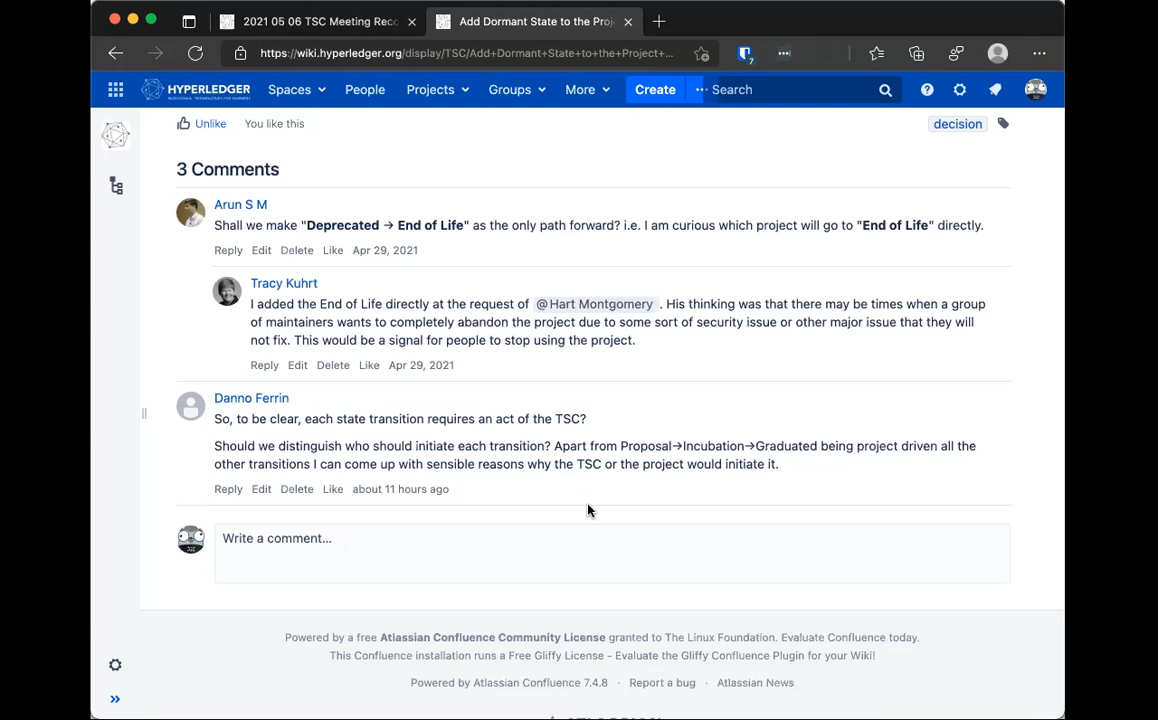 2021 05 06 TSC Meeting Reco
Add Dormant State to the Proj
https://wiki.hyperledger.org/display/TSC/Add+Dormant+State+to+the+Project+...
7
HYPERLEDGER
Spaces
People
Projects
Groups
More
Create
Search
Unlike
You like this
decision
3 Comments
Arun S M
Shall we make "Deprecated → End of Life" as the only path forward? i.e. I am curious which project will go to "End of Life" directly.
Reply Edit Delete Like Apr 29, 2021
Tracy Kuhrt
I added the End of Life directly at the request of @Hart Montgomery . His thinking was that there may be times when a group
of maintainers wants to completely abandon the project due to some sort of security issue or other major issue that they will
not fix. This would be a signal for people to stop using the project.
Reply Edit Delete Like Apr 29, 2021
Danno Ferrin
So, to be clear, each state transition requires an act of the TSC?
Should we distinguish who should initiate each transition? Apart from Proposal→Incubation→Graduated being project driven all the
other transitions I can come up with sensible reasons why the TSC or the project would initiate it.
Reply Edit Delete Like about 11 hours ago
Write a comment...
Powered by a free Atlassian Confluence Community License granted to The Linux Foundation. Evaluate Confluence today.
This Confluence installation runs a Free Gliffy License - Evaluate the Gliffy Confluence Plugin for your Wiki!
Powered by Atlassian Confluence 7.4.8 · Report a bug · Atlassian News